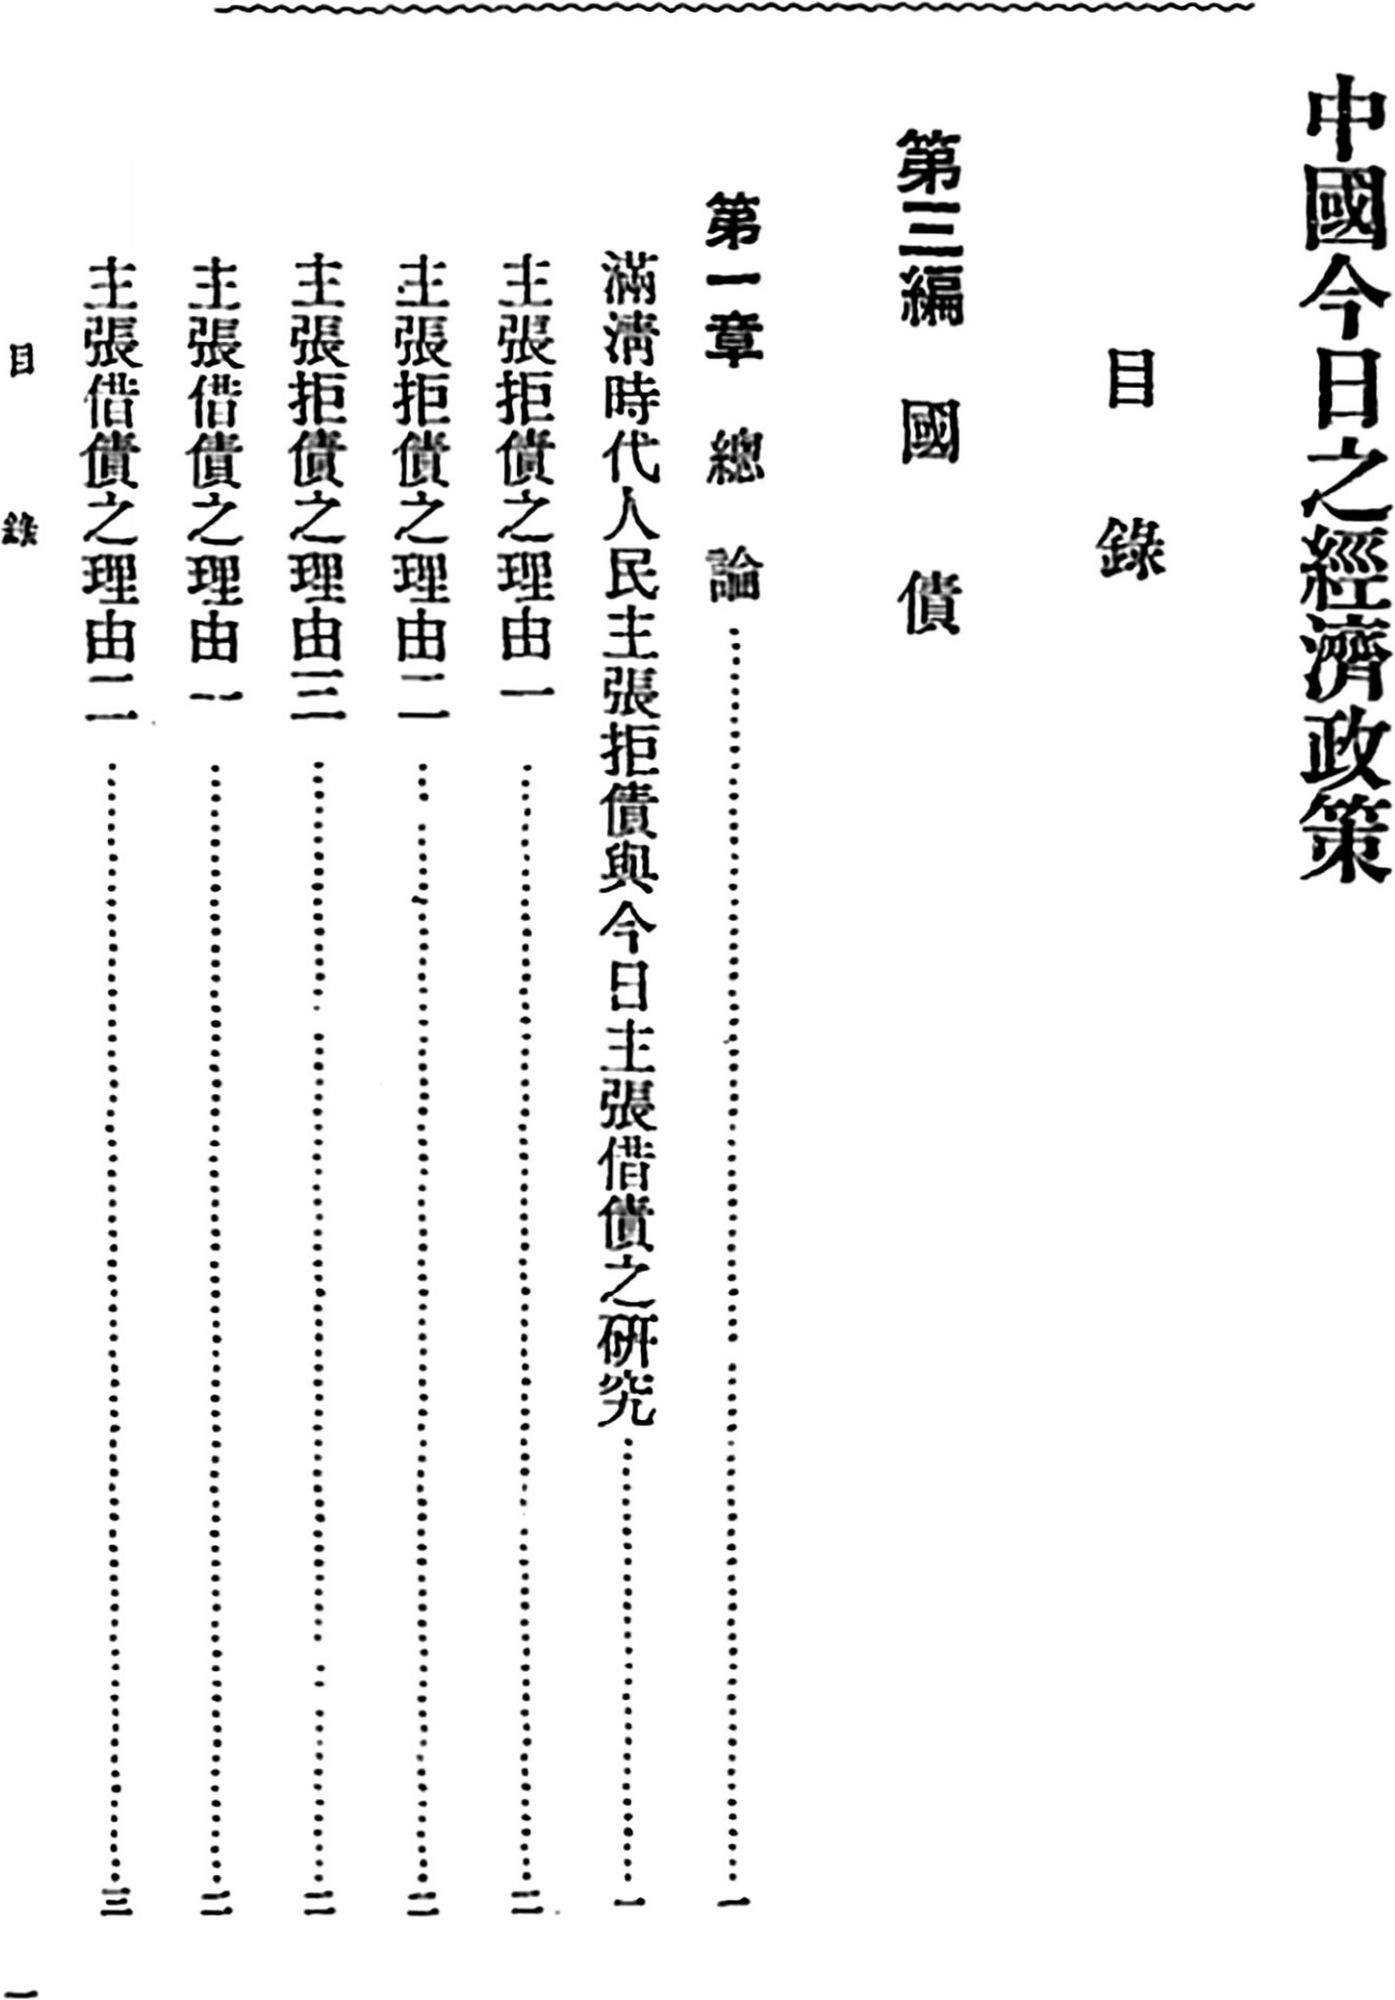 中國今日之經濟政策
目錄
第三編 國債
第一章 總論…………一
滿淸時代人民主張拒債與今日主張借債之研究…………一
主張拒債之理由一…………二
主張拒債之理由二…………二
主張拒債之理由三…………二
主張借債之理由一…………二
主張借債之理由二…………三
目錄 一